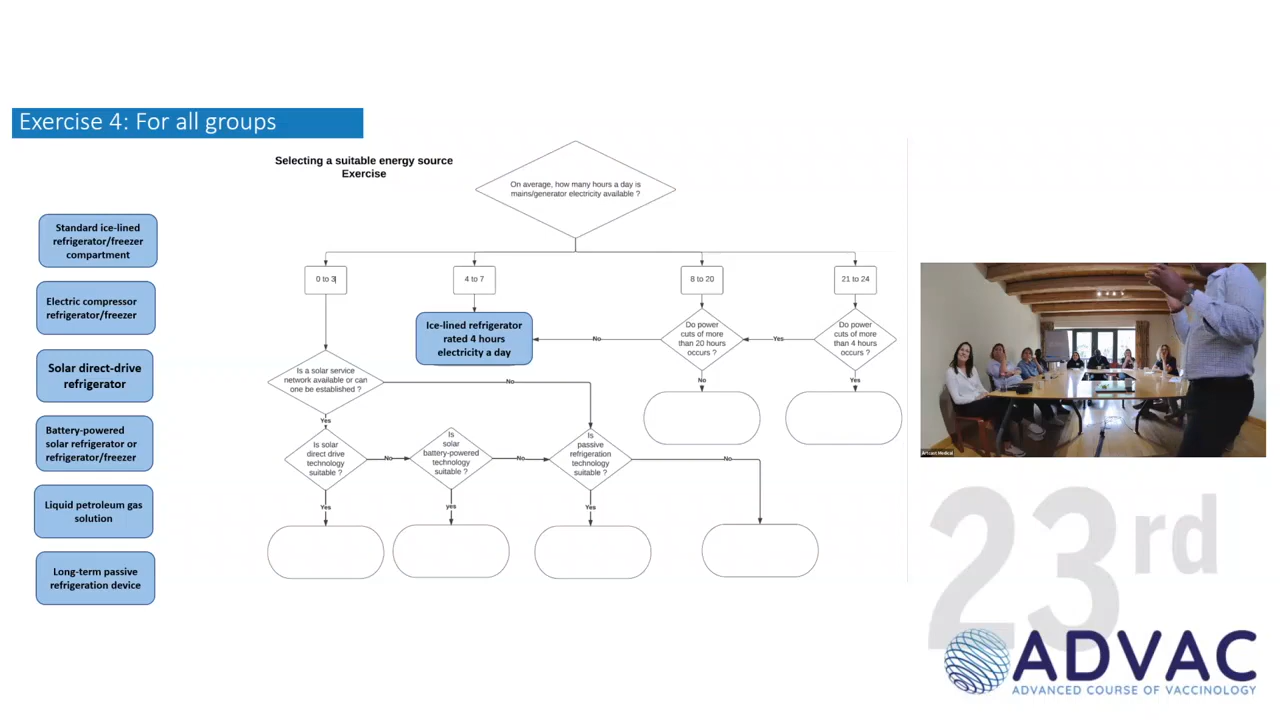 Exercise 4: For all groups
Selecting a suitable energy source
Exercise
On average, how many hours a day is
mains/generator electricity available ?
Standard ice-lined
refrigerator/freezer
compartment
Electric compressor
refrigerator/freezer
Solar direct-drive
refrigerator
Battery-powered
solar refrigerator or
refrigerator/freezer
Liquid petroleum gas
solution
Long-term passive
refrigeration device
0 to 3
4 to 7
8 to 20
21 to 24
Ice-lined refrigerator
rated 4 hours
electricity a day
No
Do power
cuts of more
than 20 hours
occurs ?
Yes
Do power
cuts of more
than 4 hours
occurs ?
No
Yes
Is a solar service
network available or can
one be established ?
No
Yes
Is solar
direct drive
technology
suitable ?
No
Is
solar
battery-powered
technology
suitable ?
No
Is
passive
refrigeration
technology
suitable ?
No
Yes
yes
Yes
Artcast Medical
23rd
ADVAC
ADVANCED COURSE OF VACCINOLOGY